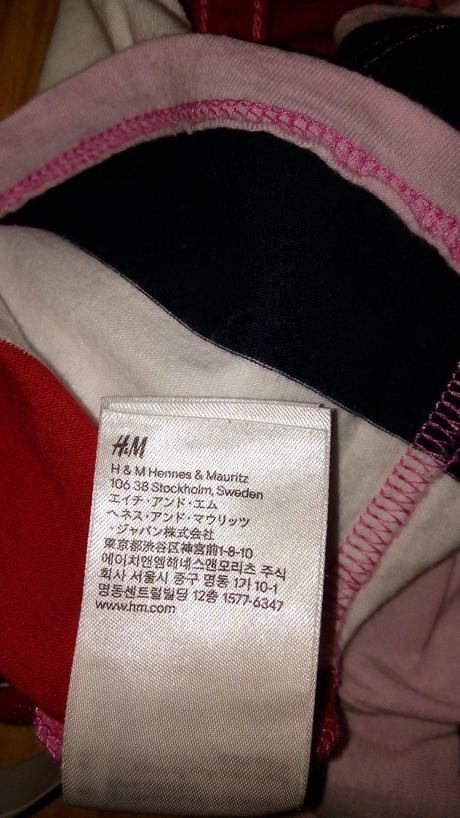 H&M
H & M Hennes & Mauritz
106 38 Stockholm, Sweden
エイチ・アンド・エム
ヘネス・アンド・マウリッツ
・ジャパン株式会社
東京都渋谷区神宮前1-8-10
에이치앤엠헤네스앤모리츠 주식
회사 서울시 중구 명동 1가 10-1
명동센트럴빌딩 12층 1577-6347
www.hm.com